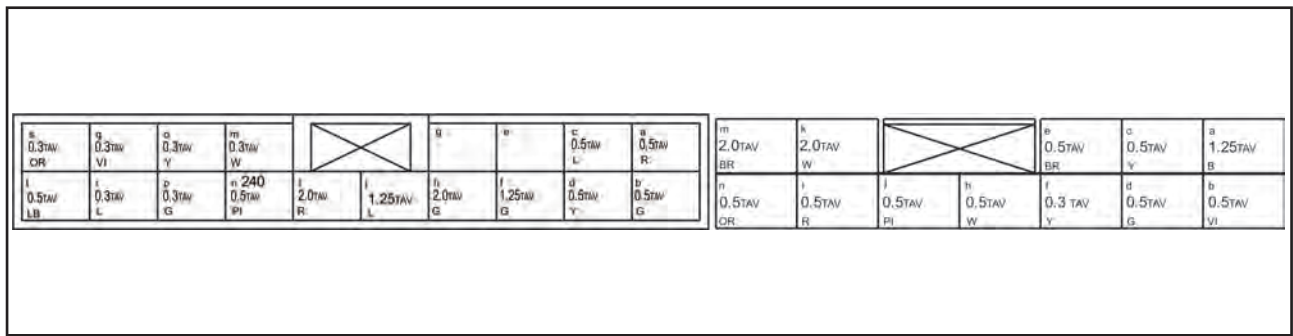 s
0.3TAV
OR
q
0.3TAV
VI
o
0.3TAV
Y
m
0.3TAV
W
g
e
c
0.5TAV
L
a
0.5TAV
R
0.5TAV
LB
r
0.3TAV
L
p
0.3TAV
G
n 240
0.5TAV
PI
2.0TAV
R
j
1.25TAV
L
h
2.0TAV
G
f
1.25TAV
G
d
0.5TAV
Y
b
0.5TAV
G
m
2.0TAV
BR
k
2.0TAV
W
e
0.5TAV
BR
c
0.5TAV
Y
a
1.25TAV
B
n
0.5TAV
OR
0.5TAV
R
j
0.5TAV
PI
h
0.5TAV
W
f
0.3 TAV
Y
d
0.5TAV
G
b
0.5TAV
VI